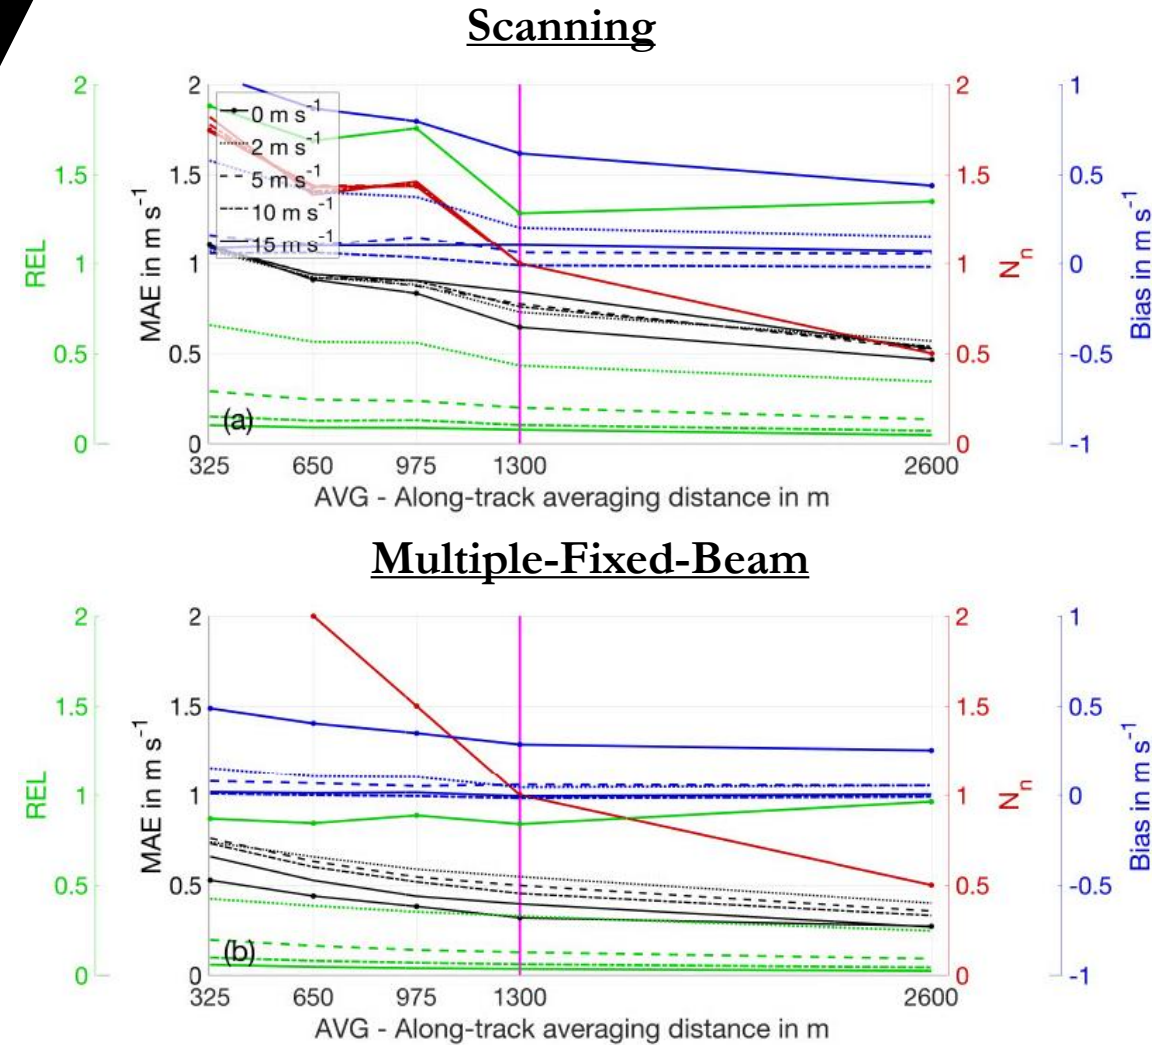 Scanning
2
1.5
1
0.5
0
REL
2
1.5
1
0.5
0
MAE in m s⁻¹
0 m s⁻¹
2 m s⁻¹
5 m s⁻¹
10 m s⁻¹
15 m s⁻¹
(a)
2
1.5
1
0.5
0
Nₙ
1
0.5
0
-0.5
-1
Bias in m s⁻¹
325 650 975 1300 2600
AVG - Along-track averaging distance in m
Multiple-Fixed-Beam
2
1.5
1
0.5
0
REL
2
1.5
1
0.5
0
MAE in m s⁻¹
(b)
2
1.5
1
0.5
0
Nₙ
1
0.5
0
-0.5
-1
Bias in m s⁻¹
325 650 975 1300 2600
AVG - Along-track averaging distance in m